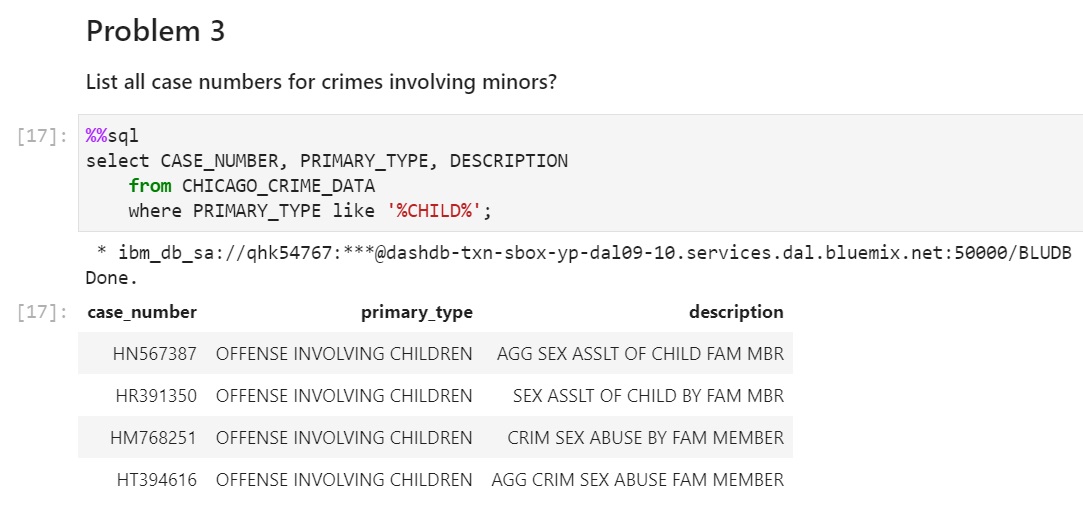 Problem 3
List all case numbers for crimes involving minors?
[17]: %%sql
select CASE_NUMBER, PRIMARY_TYPE, DESCRIPTION
from CHICAGO_CRIME_DATA
where PRIMARY_TYPE like '%CHILD%';
* ibm_db_sa://qhk54767:***@dashdb-txn-sbox-yp-dal09-10.services.dal.bluemix.net:50000/BLUDB
Done.
[17]: case_number primary_type description
HN567387 OFFENSE INVOLVING CHILDREN AGG SEX ASSLT OF CHILD FAM MBR
HR391350 OFFENSE INVOLVING CHILDREN SEX ASSLT OF CHILD BY FAM MBR
HM768251 OFFENSE INVOLVING CHILDREN CRIM SEX ABUSE BY FAM MEMBER
HT394616 OFFENSE INVOLVING CHILDREN AGG CRIM SEX ABUSE FAM MEMBER